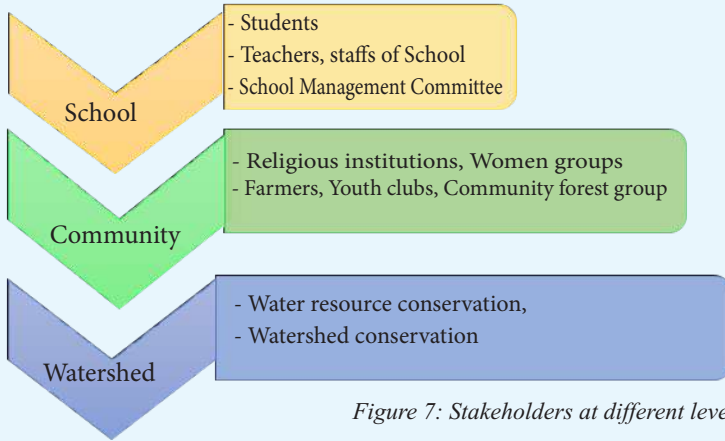 - Students
- Teachers, staffs of School
- School Management Committee
School
- Religious institutions, Women groups
- Farmers, Youth clubs, Community forest group
Community
- Water resource conservation,
- Watershed conservation
Watershed
Figure 7: Stakeholders at different leve